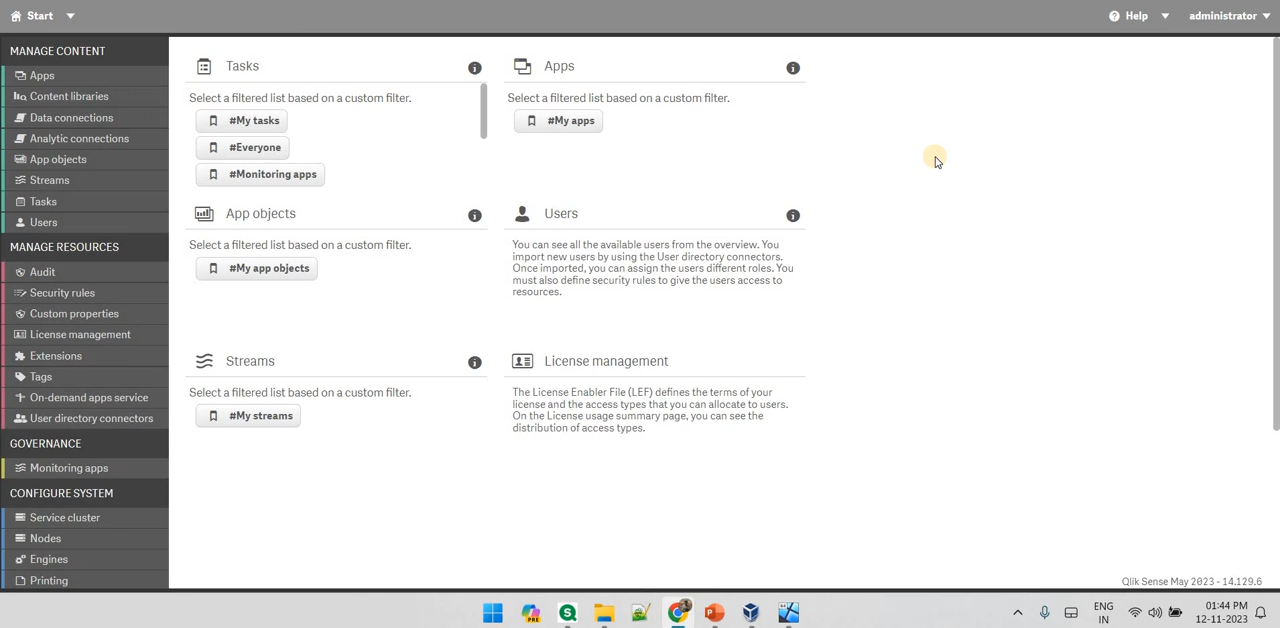 Start
Help
administrator
MANAGE CONTENT
Apps
Content libraries
Data connections
Analytic connections
App objects
Streams
Tasks
Users
MANAGE RESOURCES
Audit
Security rules
Custom properties
License management
Extensions
Tags
On-demand apps service
User directory connectors
GOVERNANCE
Monitoring apps
CONFIGURE SYSTEM
Service cluster
Nodes
Engines
Printing
Tasks
Select a filtered list based on a custom filter.
#My tasks
#Everyone
#Monitoring apps
Apps
Select a filtered list based on a custom filter.
#My apps
App objects
Select a filtered list based on a custom filter.
#My app objects
Users
You can see all the available users from the overview. You
import new users by using the User directory connectors.
Once imported, you can assign the users different roles. You
must also define security rules to give the users access to
resources.
Streams
Select a filtered list based on a custom filter.
#My streams
License management
The License Enabler File (LEF) defines the terms of your
license and the access types that you can allocate to users.
On the License usage summary page, you can see the
distribution of access types.
Qlik Sense May 2023 - 14.129.6
PRE
ENG
IN
01:44 PM
12-11-2023